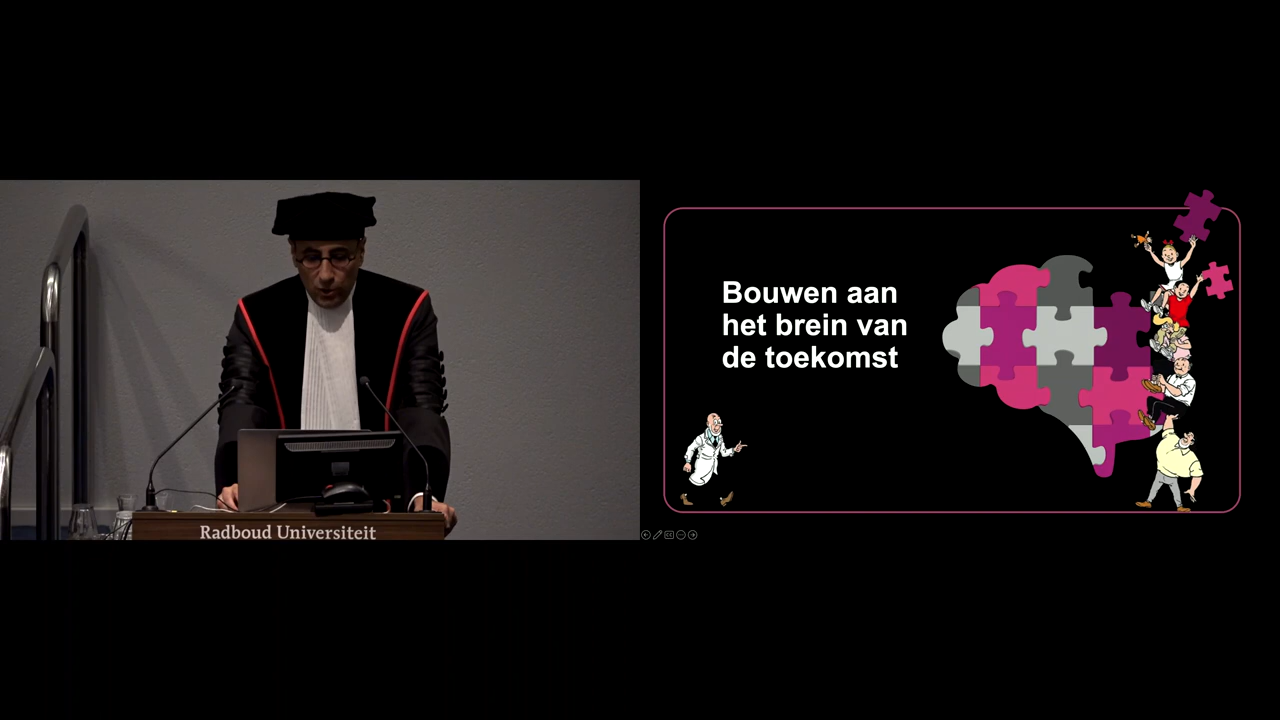 Radboud Universiteit
Bouwen aan
het brein van
de toekomst